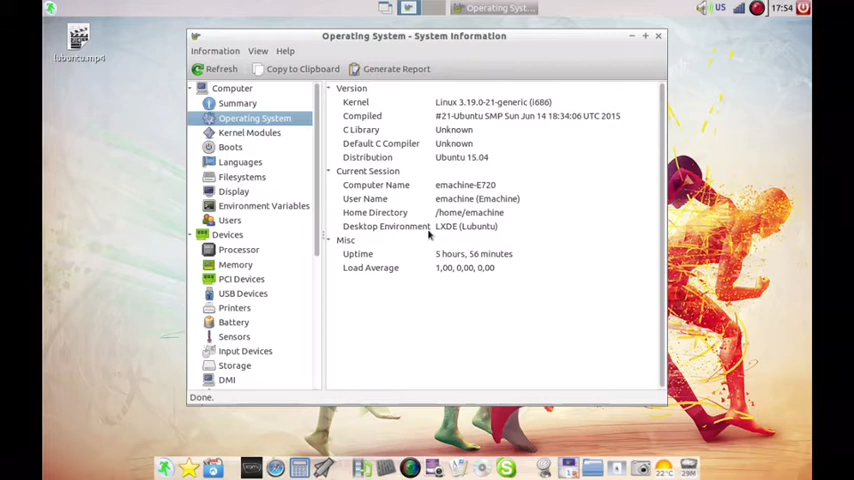 Operating Syst...
US
17:54
lubuntu.mp4
Operating System - System Information
Information View Help
Refresh Copy to Clipboard Generate Report
Computer
Summary
Operating System
Kernel Modules
Boots
Languages
Filesystems
Display
Environment Variables
Users
Devices
Processor
Memory
PCI Devices
USB Devices
Printers
Battery
Sensors
Input Devices
Storage
DMI
Version
Kernel Linux 3.19.0-21-generic (i686)
Compiled #21-Ubuntu SMP Sun Jun 14 18:34:06 UTC 2015
C Library Unknown
Default C Compiler Unknown
Distribution Ubuntu 15.04
Current Session
Computer Name emachine-E720
User Name emachine (Emachine)
Home Directory /home/emachine
Desktop Environment LXDE (Lubuntu)
Misc
Uptime 5 hours, 56 minutes
Load Average 1,00, 0,00, 0,00
Done.
22°C
29M